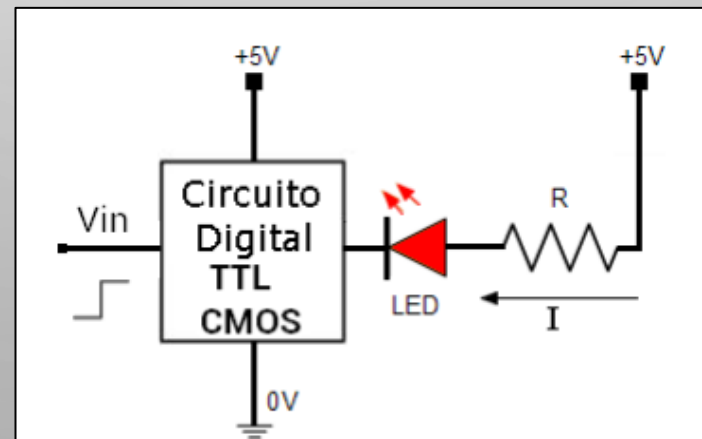 +5V
+5V
Circuito
Digital
TTL
CMOS
Vin
R
LED
I
0V